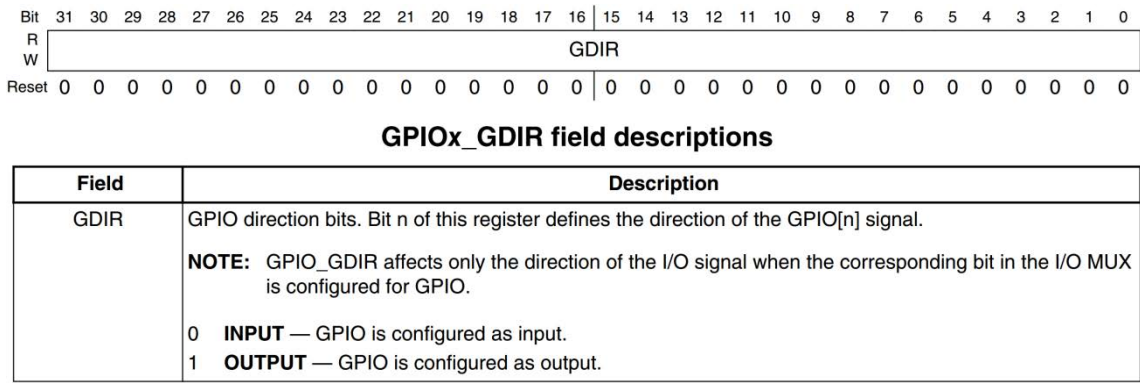 Bit 31 30 29 28 27 26 25 24 23 22 21 20 19 18 17 16 15 14 13 12 11 10 9 8 7 6 5 4 3 2 1 0
R
GDIR
W
Reset 0 0 0 0 0 0 0 0 0 0 0 0 0 0 0 0 0 0 0 0 0 0 0 0 0 0 0 0 0 0 0 0
GPIOx_GDIR field descriptions
Field Description
GDIR GPIO direction bits. Bit n of this register defines the direction of the GPIO[n] signal.
NOTE: GPIO_GDIR affects only the direction of the I/O signal when the corresponding bit in the I/O MUX
is configured for GPIO.
0 INPUT — GPIO is configured as input.
1 OUTPUT — GPIO is configured as output.